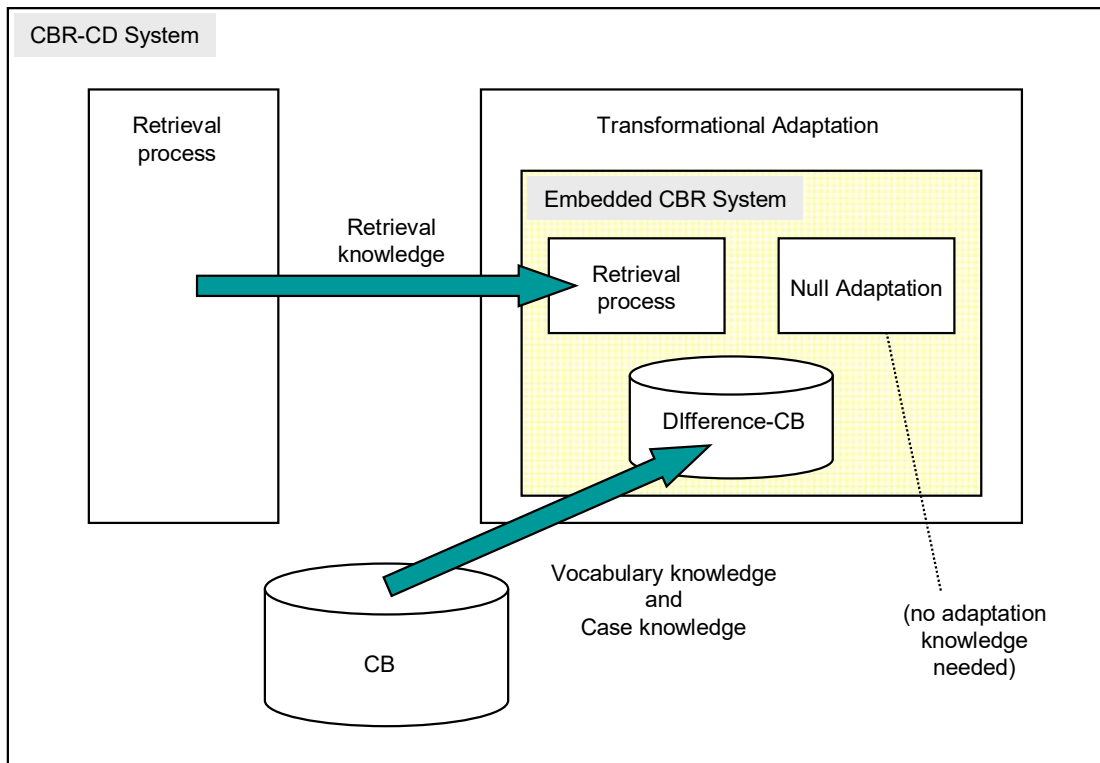 CBR-CD System
Retrieval
process
Transformational Adaptation
Embedded CBR System
Retrieval
knowledge
Retrieval
process
Null Adaptation
DIfference-CB
Vocabulary knowledge
and
Case knowledge
(no adaptation
knowledge
needed)
CB